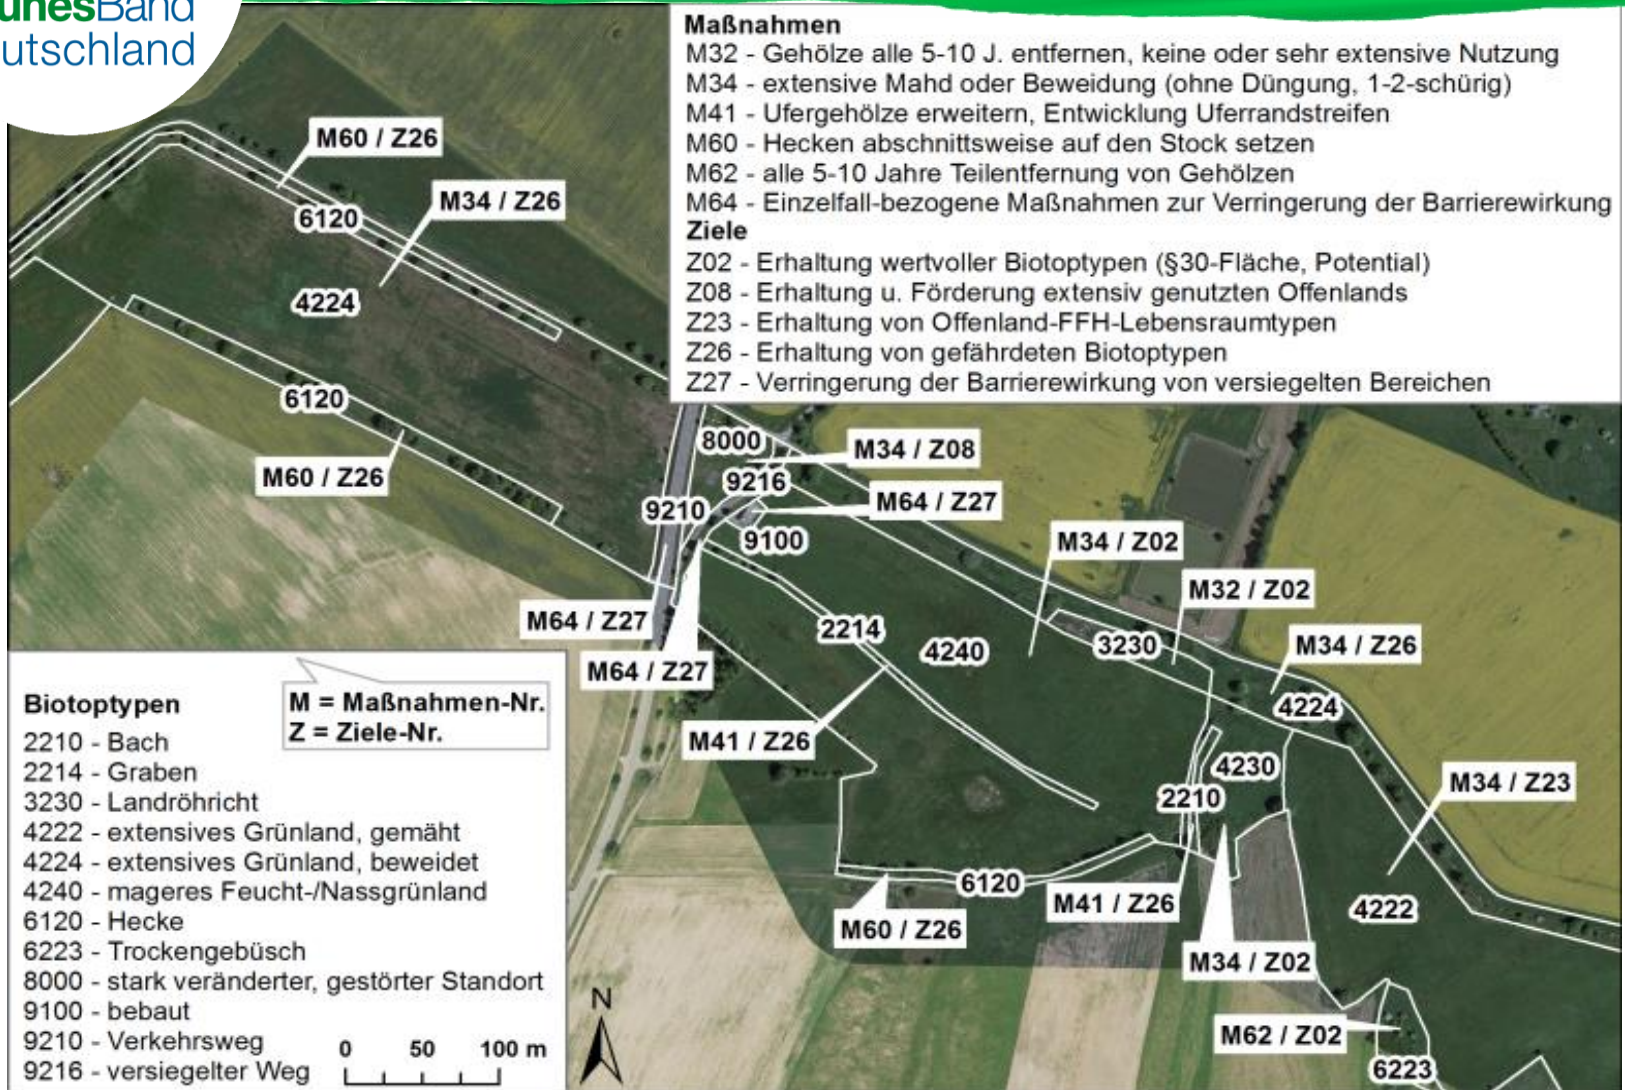 unesBand
utschland
Maßnahmen
M32 - Gehölze alle 5-10 J. entfernen, keine oder sehr extensive Nutzung
M34 - extensive Mahd oder Beweidung (ohne Düngung, 1-2-schürig)
M41 - Ufergehölze erweitern, Entwicklung Uferrandstreifen
M60 - Hecken abschnittsweise auf den Stock setzen
M62 - alle 5-10 Jahre Teilentfernung von Gehölzen
M64 - Einzelfall-bezogene Maßnahmen zur Verringerung der Barrierewirkung
Ziele
Z02 - Erhaltung wertvoller Biotoptypen (§30-Fläche, Potential)
Z08 - Erhaltung u. Förderung extensiv genutzten Offenlands
Z23 - Erhaltung von Offenland-FFH-Lebensraumtypen
Z26 - Erhaltung von gefährdeten Biotoptypen
Z27 - Verringerung der Barrierewirkung von versiegelten Bereichen
M60 / Z26
M34 / Z26
6120
4224
6120
M60 / Z26
8000
M34 / Z08
9216
M64 / Z27
9210
9100
M34 / Z02
M32 / Z02
M64 / Z27
2214
4240
3230
M34 / Z26
M64 / Z27
4224
M41 / Z26
4230
M34 / Z23
2210
6120
M41 / Z26
4222
M60 / Z26
M34 / Z02
M62 / Z02
6223
M = Maßnahmen-Nr.
Z = Ziele-Nr.
Biotoptypen
2210 - Bach
2214 - Graben
3230 - Landröhricht
4222 - extensives Grünland, gemäht
4224 - extensives Grünland, beweidet
4240 - mageres Feucht-/Nassgrünland
6120 - Hecke
6223 - Trockengebüsch
8000 - stark veränderter, gestörter Standort
9100 - bebaut
9210 - Verkehrsweg
9216 - versiegelter Weg
0 50 100 m
N